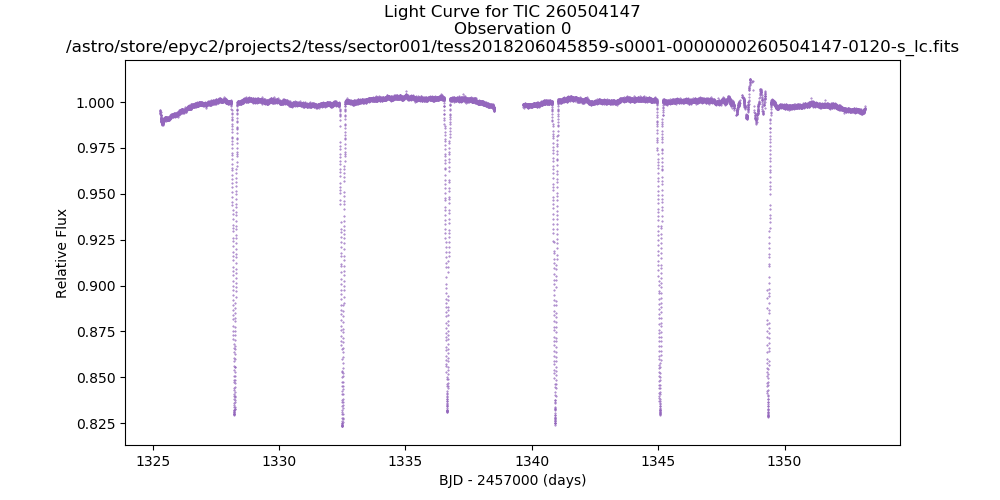 Light Curve for TIC 260504147
Observation 0
/astro/store/epyc2/projects2/tess/sector001/tess2018206045859-s0001-0000000260504147-0120-s_lc.fits
1.000
0.975
0.950
0.925
0.900
0.875
0.850
0.825
Relative Flux
1325 1330 1335 1340 1345 1350
BJD - 2457000 (days)